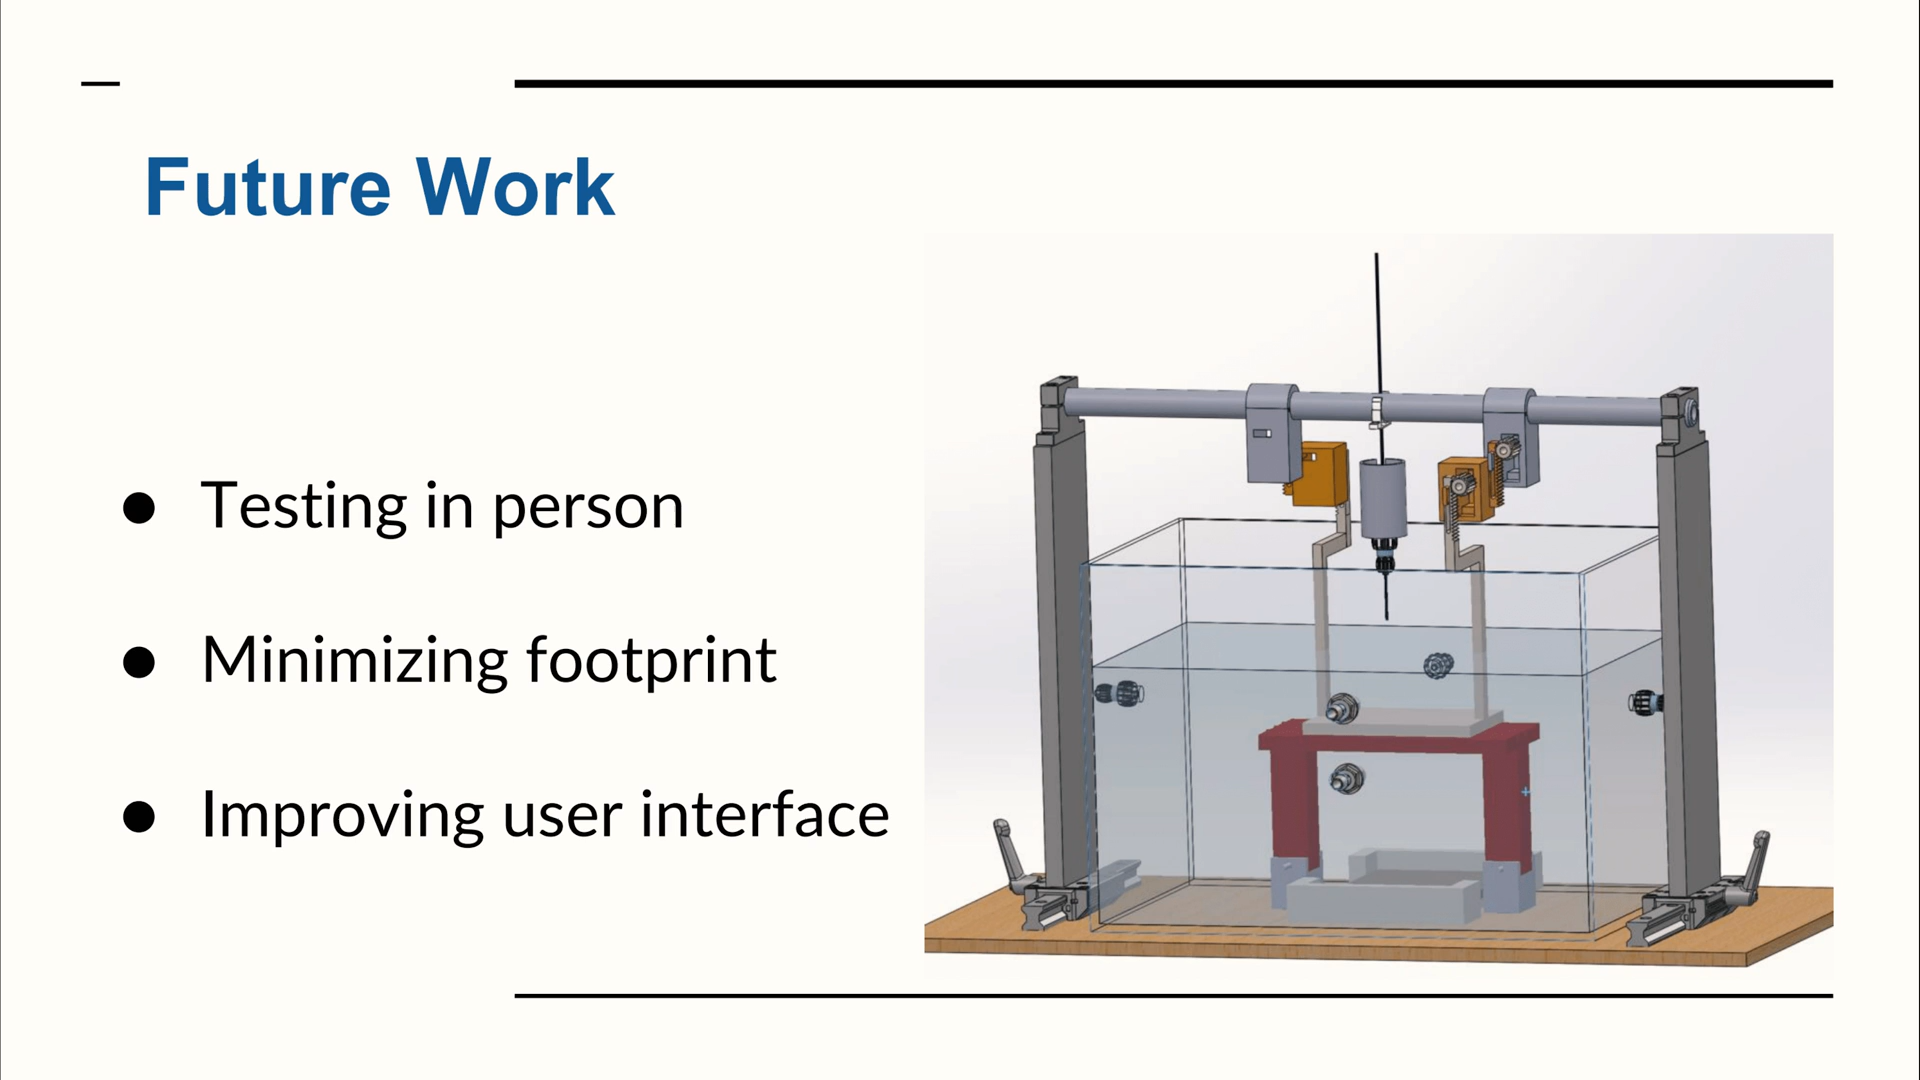 Future Work
● Testing in person
● Minimizing footprint
● Improving user interface